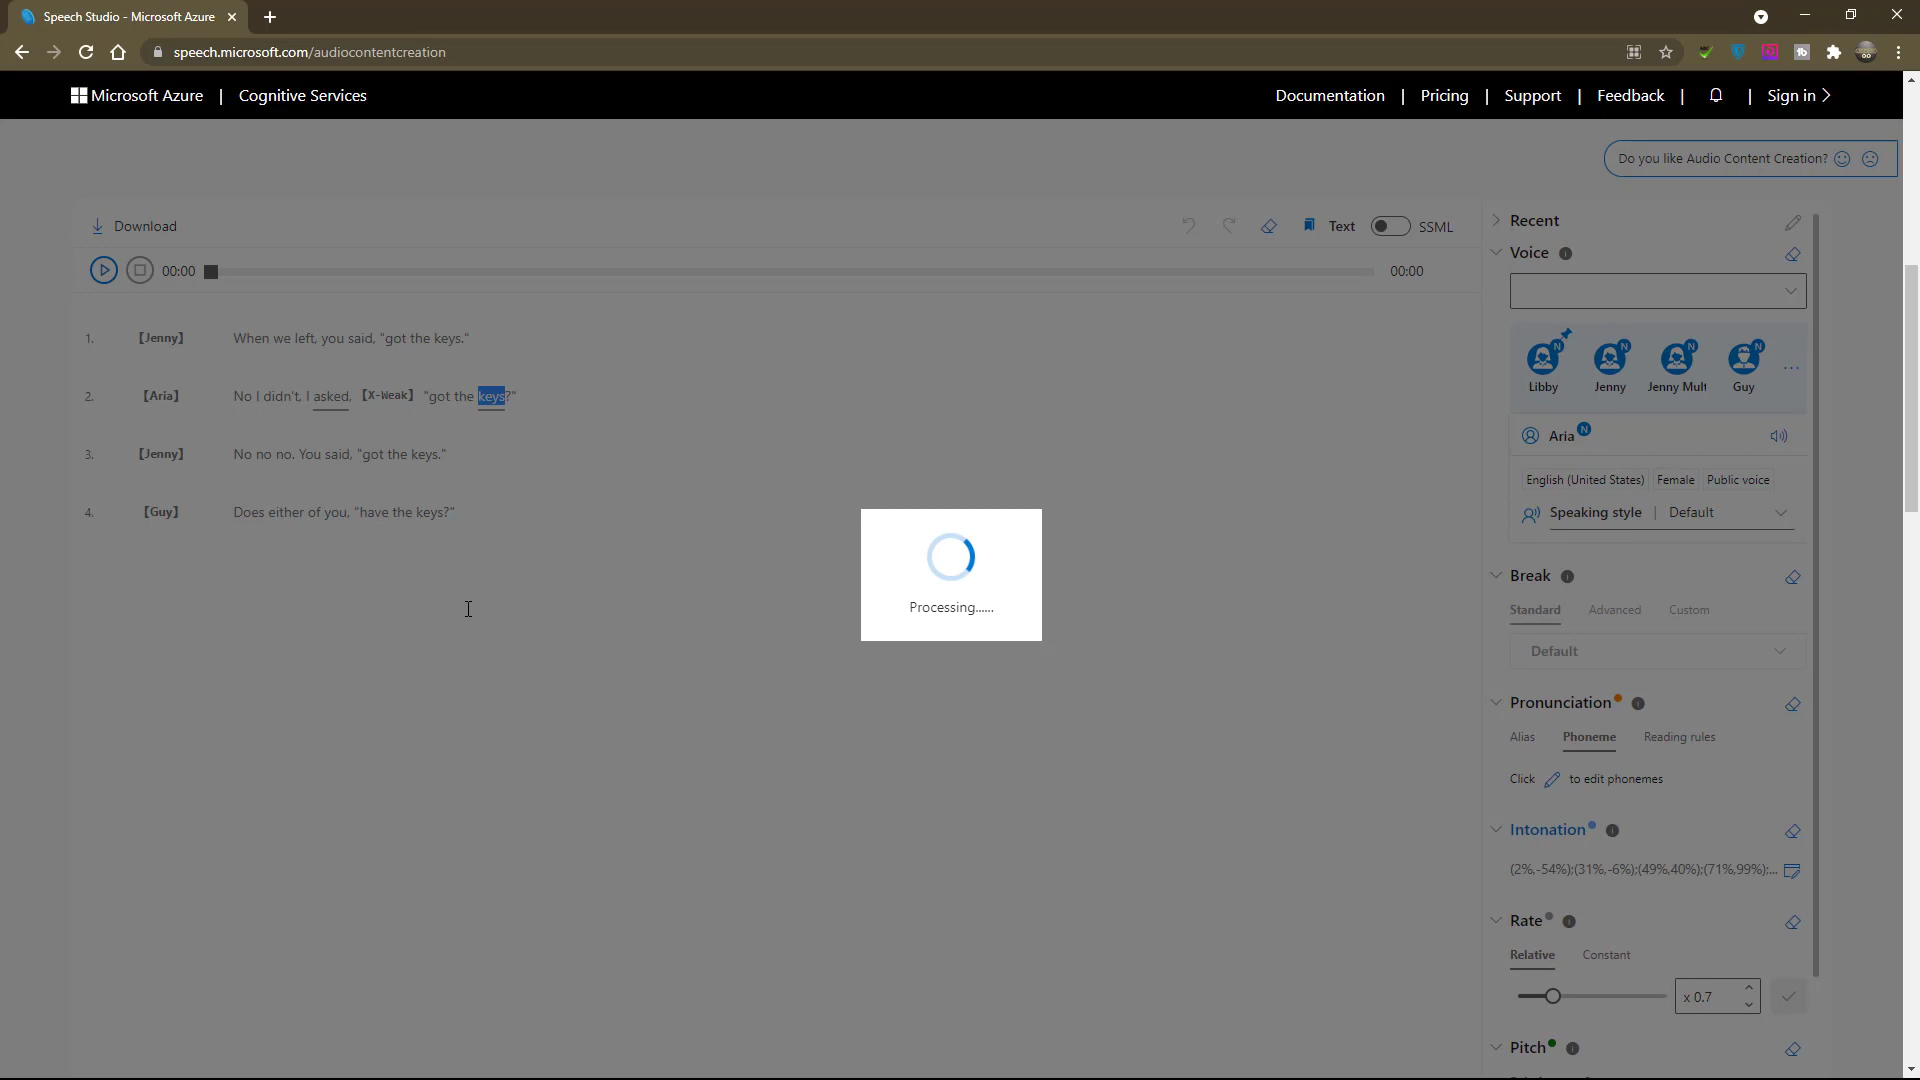 Speech Studio - Microsoft Azure
speech.microsoft.com/audiocontentcreation
Microsoft Azure | Cognitive Services
Documentation | Pricing | Support | Feedback | | Sign in
Do you like Audio Content Creation?
Download
Text
SSML
00:00
00:00
1. 【Jenny】 When we left, you said, "got the keys."
2. 【Aria】 No I didn't, I asked, 【X-Weak】 "got the keys?"
3. 【Jenny】 No no no. You said, "got the keys."
4. 【Guy】 Does either of you, "have the keys?"
Processing......
Recent
Voice
N N N N
Libby Jenny Jenny Mult Guy ...
Aria N
English (United States) Female Public voice
Speaking style | Default
Break
Standard Advanced Custom
Default
Pronunciation
Alias Phoneme Reading rules
Click to edit phonemes
Intonation
(2%,-54%);(31%,-6%);(49%,40%);(71%,99%);...
Rate
Relative Constant
x 0.7
Pitch